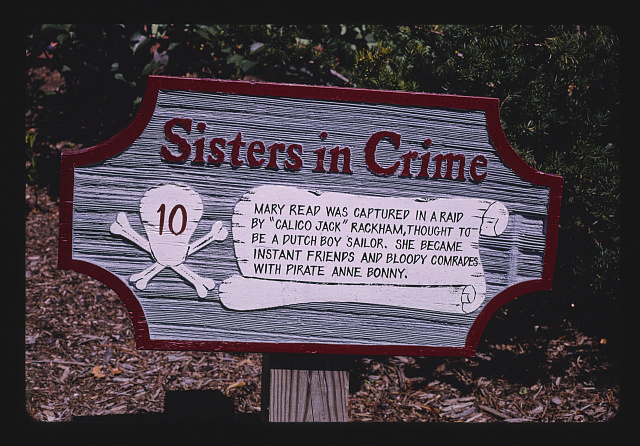 Sisters in Crime
10
MARY READ WAS CAPTURED IN A RAID
BY "CALICO JACK" RACKHAM, THOUGHT TO
BE A DUTCH BOY SAILOR. SHE BECAME
INSTANT FRIENDS AND BLOODY COMRADES
WITH PIRATE ANNE BONNY.